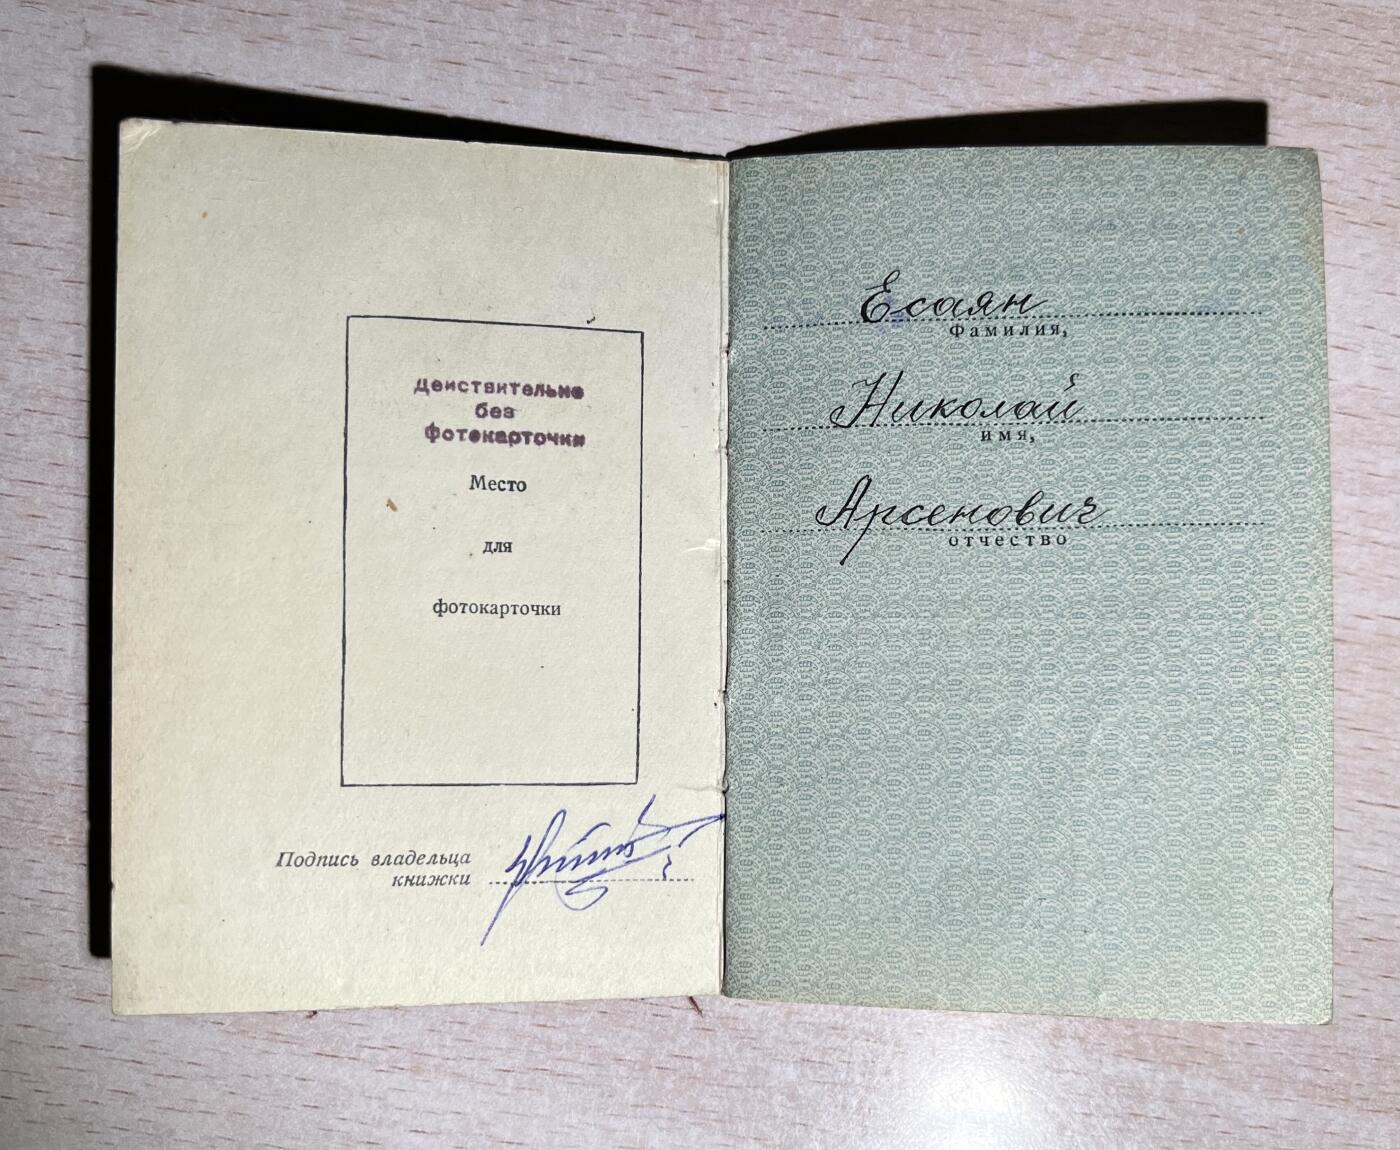 Действительно
без
фотокарточки
Место
для
фотокарточки
Подпись владельца
книжки
Есаян
Фамилия,
Николай
имя,
Арсенович
отчество